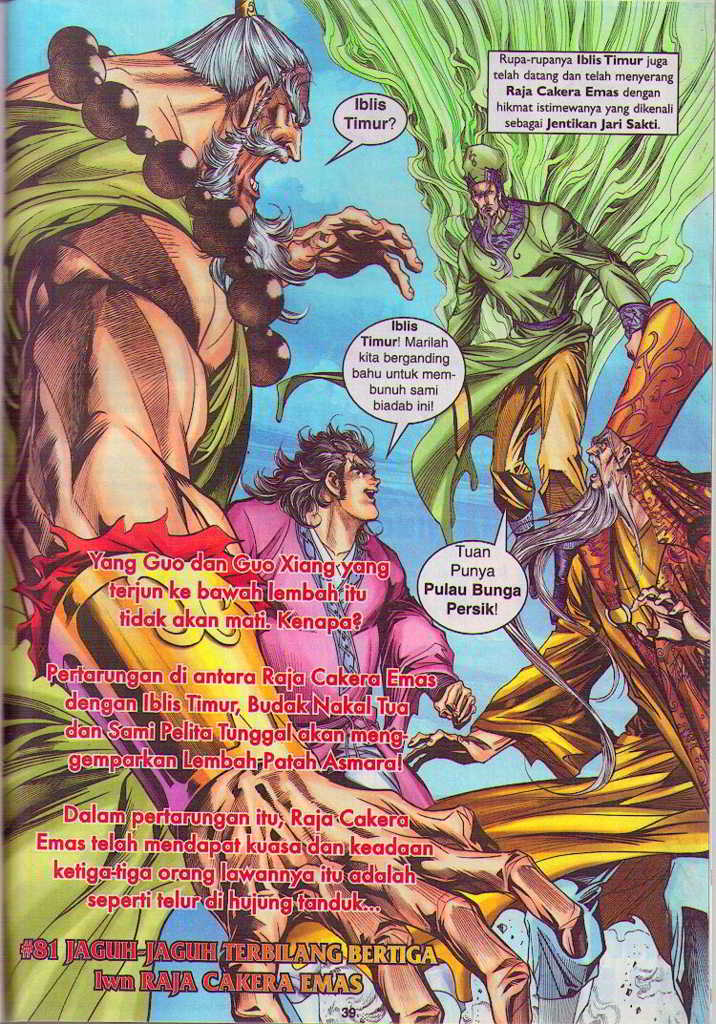 Rupa-rupanya Iblis Timur juga
telah datang dan telah menyerang
Raja Cakera Emas dengan
hikmat istimewanya yang dikenali
sebagai Jentikan Jari Sakti.
Iblis
Timur?
Iblis
Timur! Marilah
kita berganding
bahu untuk mem-
bunuh sami
biadab ini!
Tuan
Punya
Pulau Bunga
Persik!
Yang Guo dan Guo Xiang yang
terjun ke bawah lembah itu
tidak akan mati. Kenapa?
Pertarungan di antara Raja Cakera Emas
dengan Iblis Timur, Budak Nakal Tua
dan Sami Pelita Tunggal akan meng-
gemparkan Lembah Patah Asmara!
Dalam pertarungan itu, Raja Cakera
Emas telah mendapat kuasa dan keadaan
ketiga-tiga orang lawannya itu adalah
seperti telur di hujung tanduk...
#81 JAGUH-JAGUH TERBILANG BERTIGA
lwn RAJA CAKERA EMAS
39